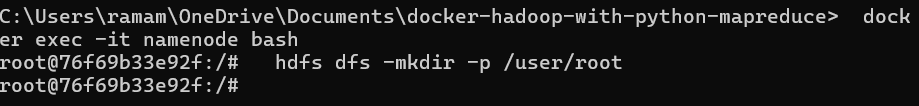 C:\Users\ramam\OneDrive\Documents\docker-hadoop-with-python-mapreduce>  dock
er exec -it namenode bash
root@76f69b33e92f:/#   hdfs dfs -mkdir -p /user/root
root@76f69b33e92f:/#